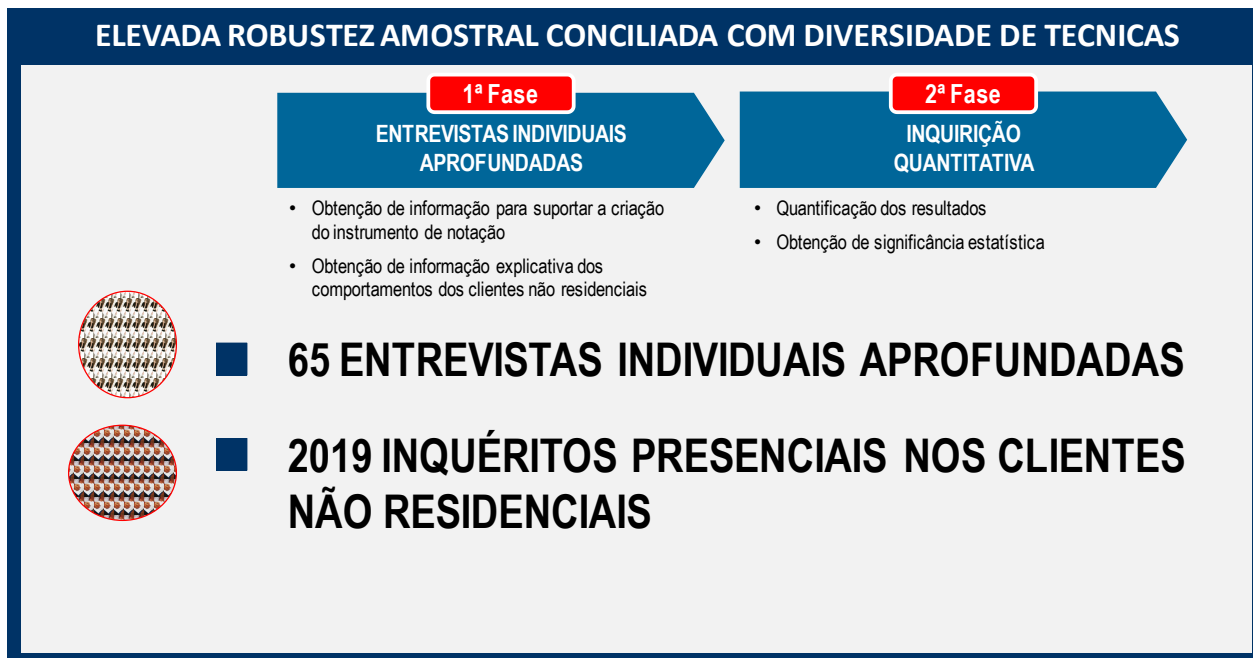 ELEVADA ROBUSTEZ AMOSTRAL CONCILIADA COM DIVERSIDADE DE TECNICAS
1ª Fase
ENTREVISTAS INDIVIDUAIS
APROFUNDADAS
• Obtenção de informação para suportar a criação
do instrumento de notação
• Obtenção de informação explicativa dos
comportamentos dos clientes não residenciais
2ª Fase
INQUIRIÇÃO
QUANTITATIVA
• Quantificação dos resultados
• Obtenção de significância estatística
65 ENTREVISTAS INDIVIDUAIS APROFUNDADAS
2019 INQUÉRITOS PRESENCIAIS NOS CLIENTES
NÃO RESIDENCIAIS